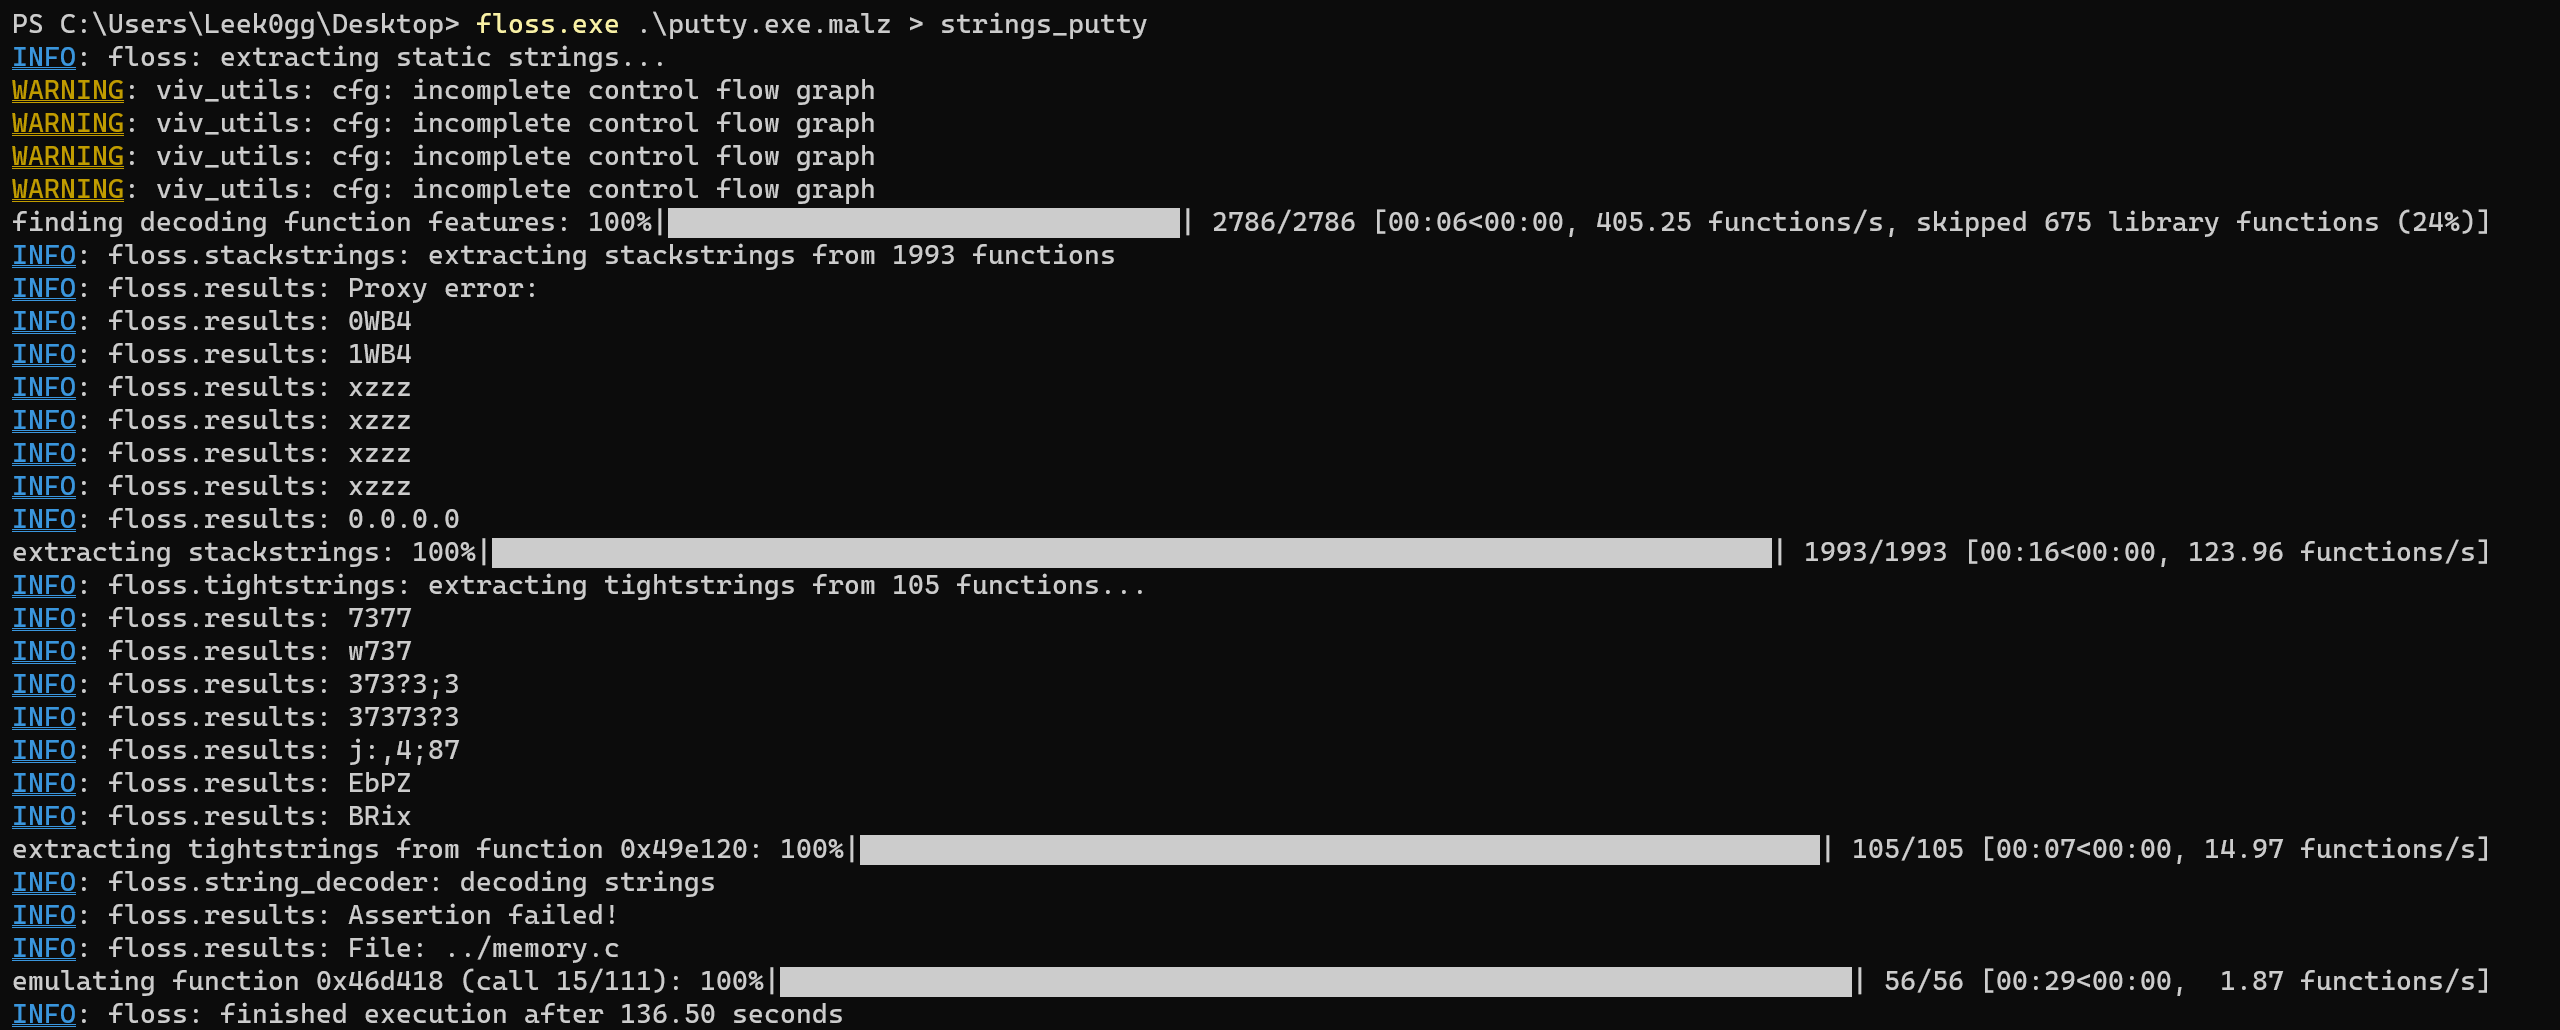 PS C:\Users\Leek0gg\Desktop> floss.exe .\putty.exe.malz > strings_putty
INFO: floss: extracting static strings...
WARNING: viv_utils: cfg: incomplete control flow graph
WARNING: viv_utils: cfg: incomplete control flow graph
WARNING: viv_utils: cfg: incomplete control flow graph
WARNING: viv_utils: cfg: incomplete control flow graph
finding decoding function features: 100%| | 2786/2786 [00:06<00:00, 405.25 functions/s, skipped 675 library functions (24%)]
INFO: floss.stackstrings: extracting stackstrings from 1993 functions
INFO: floss.results: Proxy error:
INFO: floss.results: 0WB4
INFO: floss.results: 1WB4
INFO: floss.results: xzzz
INFO: floss.results: xzzz
INFO: floss.results: xzzz
INFO: floss.results: xzzz
INFO: floss.results: 0.0.0.0
extracting stackstrings: 100%| | 1993/1993 [00:16<00:00, 123.96 functions/s]
INFO: floss.tightstrings: extracting tightstrings from 105 functions...
INFO: floss.results: 7377
INFO: floss.results: w737
INFO: floss.results: 373?3;3
INFO: floss.results: 37373?3
INFO: floss.results: j:,4;87
INFO: floss.results: EbPZ
INFO: floss.results: BRix
extracting tightstrings from function 0x49e120: 100%| | 105/105 [00:07<00:00, 14.97 functions/s]
INFO: floss.string_decoder: decoding strings
INFO: floss.results: Assertion failed!
INFO: floss.results: File: ../memory.c
emulating function 0x46d418 (call 15/111): 100%| | 56/56 [00:29<00:00,  1.87 functions/s]
INFO: floss: finished execution after 136.50 seconds